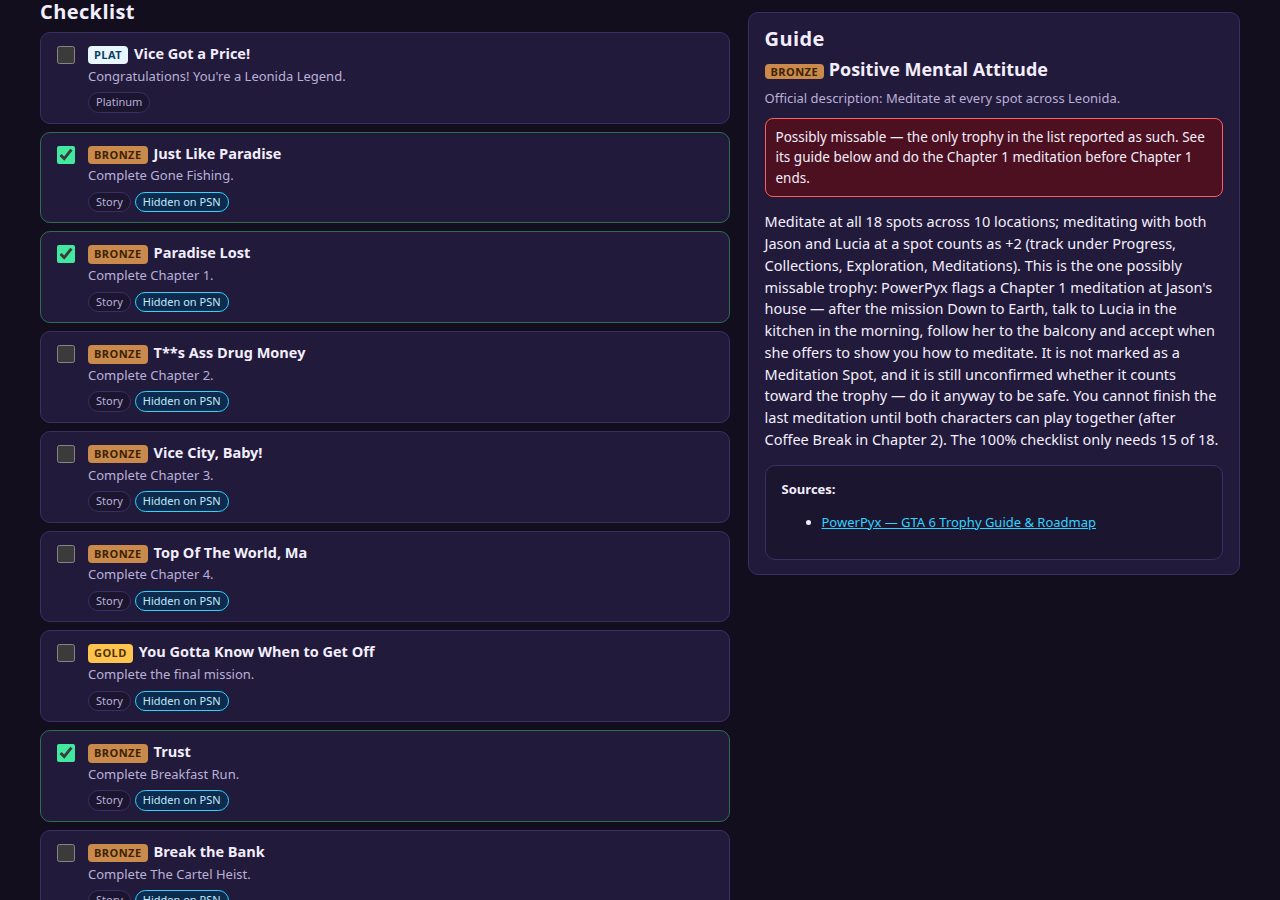 Checklist
PLAT Vice Got a Price!
Congratulations! You're a Leonida Legend.
Platinum
BRONZE Just Like Paradise
Complete Gone Fishing.
Story Hidden on PSN
BRONZE Paradise Lost
Complete Chapter 1.
Story Hidden on PSN
BRONZE T**s Ass Drug Money
Complete Chapter 2.
Story Hidden on PSN
BRONZE Vice City, Baby!
Complete Chapter 3.
Story Hidden on PSN
BRONZE Top Of The World, Ma
Complete Chapter 4.
Story Hidden on PSN
GOLD You Gotta Know When to Get Off
Complete the final mission.
Story Hidden on PSN
BRONZE Trust
Complete Breakfast Run.
Story Hidden on PSN
BRONZE Break the Bank
Complete The Cartel Heist.
Story Hidden on PSN
Guide
BRONZE Positive Mental Attitude
Official description: Meditate at every spot across Leonida.
Possibly missable — the only trophy in the list reported as such. See
its guide below and do the Chapter 1 meditation before Chapter 1
ends.
Meditate at all 18 spots across 10 locations; meditating with both
Jason and Lucia at a spot counts as +2 (track under Progress,
Collections, Exploration, Meditations). This is the one possibly
missable trophy: PowerPyx flags a Chapter 1 meditation at Jason's
house — after the mission Down to Earth, talk to Lucia in the
kitchen in the morning, follow her to the balcony and accept when
she offers to show you how to meditate. It is not marked as a
Meditation Spot, and it is still unconfirmed whether it counts
toward the trophy — do it anyway to be safe. You cannot finish the
last meditation until both characters can play together (after
Coffee Break in Chapter 2). The 100% checklist only needs 15 of 18.
Sources:
PowerPyx — GTA 6 Trophy Guide & Roadmap